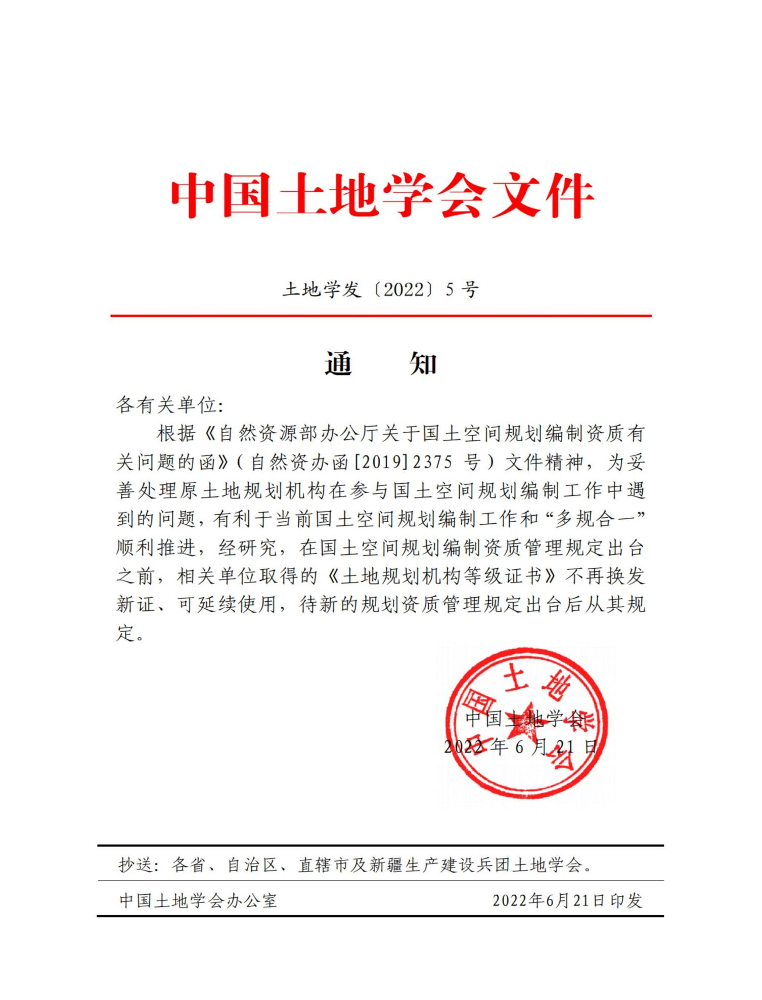 中国土地学会文件
土地学发〔2022〕5 号
通 知
各有关单位：
根据《自然资源部办公厅关于国土空间规划编制资质有
关问题的函》（自然资办函[2019]2375 号）文件精神，为妥
善处理原土地规划机构在参与国土空间规划编制工作中遇
到的问题，有利于当前国土空间规划编制工作和“多规合一”
顺利推进，经研究，在国土空间规划编制资质管理规定出台
之前，相关单位取得的《土地规划机构等级证书》不再换发
新证、可延续使用，待新的规划资质管理规定出台后从其规
定。
中国土地学会
中国土地学会
2022 年 6 月 21 日
抄送：各省、自治区、直辖市及新疆生产建设兵团土地学会。
中国土地学会办公室 2022年6月21日印发